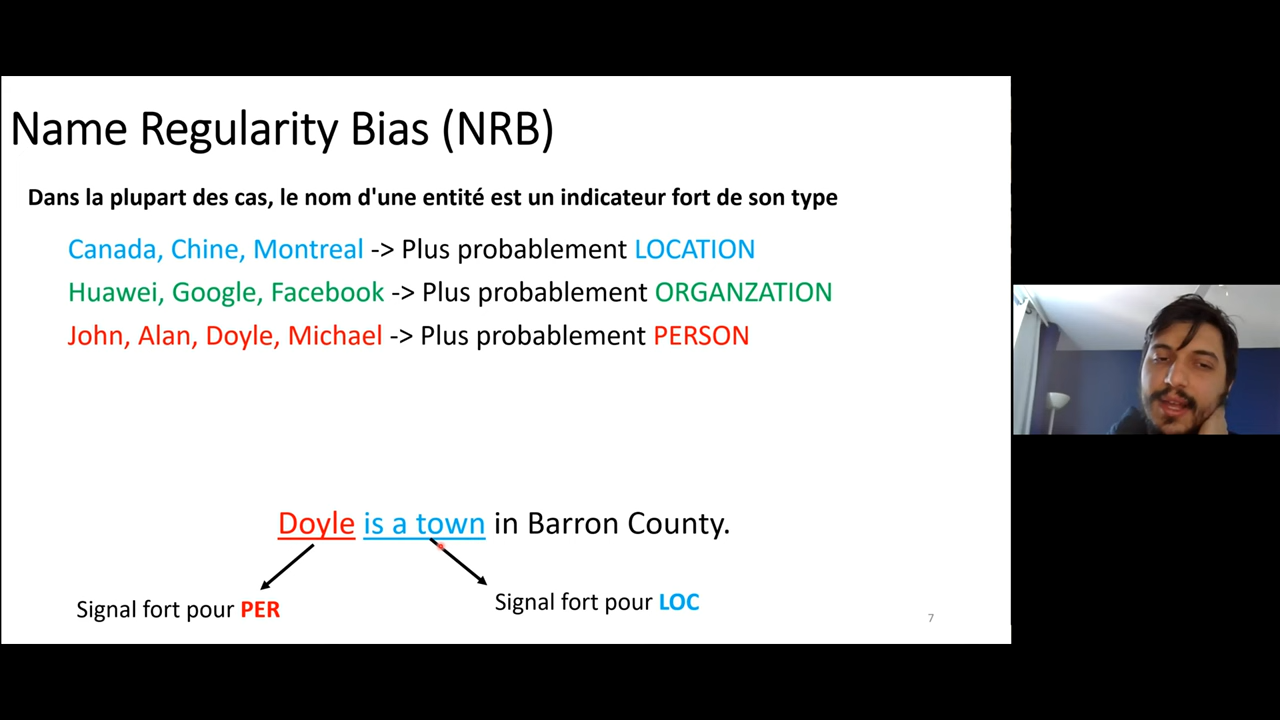 Name Regularity Bias (NRB)
Dans la plupart des cas, le nom d'une entité est un indicateur fort de son type
Canada, Chine, Montreal -> Plus probablement LOCATION
Huawei, Google, Facebook -> Plus probablement ORGANZATION
John, Alan, Doyle, Michael -> Plus probablement PERSON
Doyle is a town in Barron County.
Signal fort pour PER
Signal fort pour LOC
7